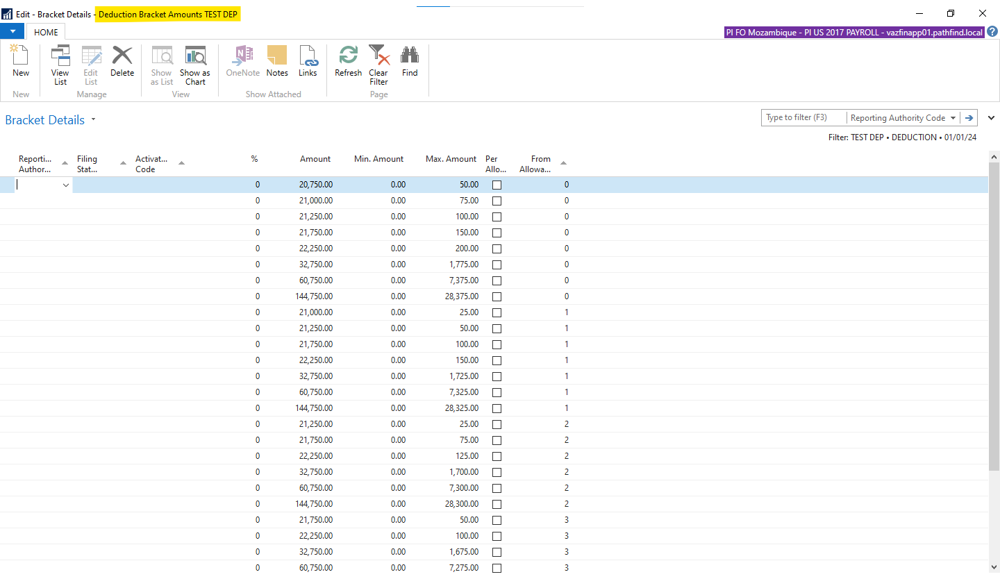 Edit - Bracket Details - Deduction Bracket Amounts TEST DEP
HOME
PI FO Mozambique - PI US 2017 PAYROLL - vazfinapp01.pathfind.local
?
New
View List
Edit List
Delete
Show as List
Show as Chart
OneNote
Notes
Links
Refresh
Clear Filter
Find
New
Manage
View
Show Attached
Page
Bracket Details
Type to filter (F3)
Reporting Authority Code
Filter: TEST DEP • DEDUCTION • 01/01/24
Reporti... Author... Filing Stat... Activat... Code % Amount Min. Amount Max. Amount Per Allo... From Allowa...
0 20,750.00 0.00 50.00 0
0 21,000.00 0.00 75.00 0
0 21,250.00 0.00 100.00 0
0 21,750.00 0.00 150.00 0
0 22,250.00 0.00 200.00 0
0 32,750.00 0.00 1,775.00 0
0 60,750.00 0.00 7,375.00 0
0 144,750.00 0.00 28,375.00 0
0 21,000.00 0.00 25.00 1
0 21,250.00 0.00 50.00 1
0 21,750.00 0.00 100.00 1
0 22,250.00 0.00 150.00 1
0 32,750.00 0.00 1,725.00 1
0 60,750.00 0.00 7,325.00 1
0 144,750.00 0.00 28,325.00 1
0 21,250.00 0.00 25.00 2
0 21,750.00 0.00 75.00 2
0 22,250.00 0.00 125.00 2
0 32,750.00 0.00 1,700.00 2
0 60,750.00 0.00 7,300.00 2
0 144,750.00 0.00 28,300.00 2
0 21,750.00 0.00 50.00 3
0 22,250.00 0.00 100.00 3
0 32,750.00 0.00 1,675.00 3
0 60,750.00 0.00 7,275.00 3